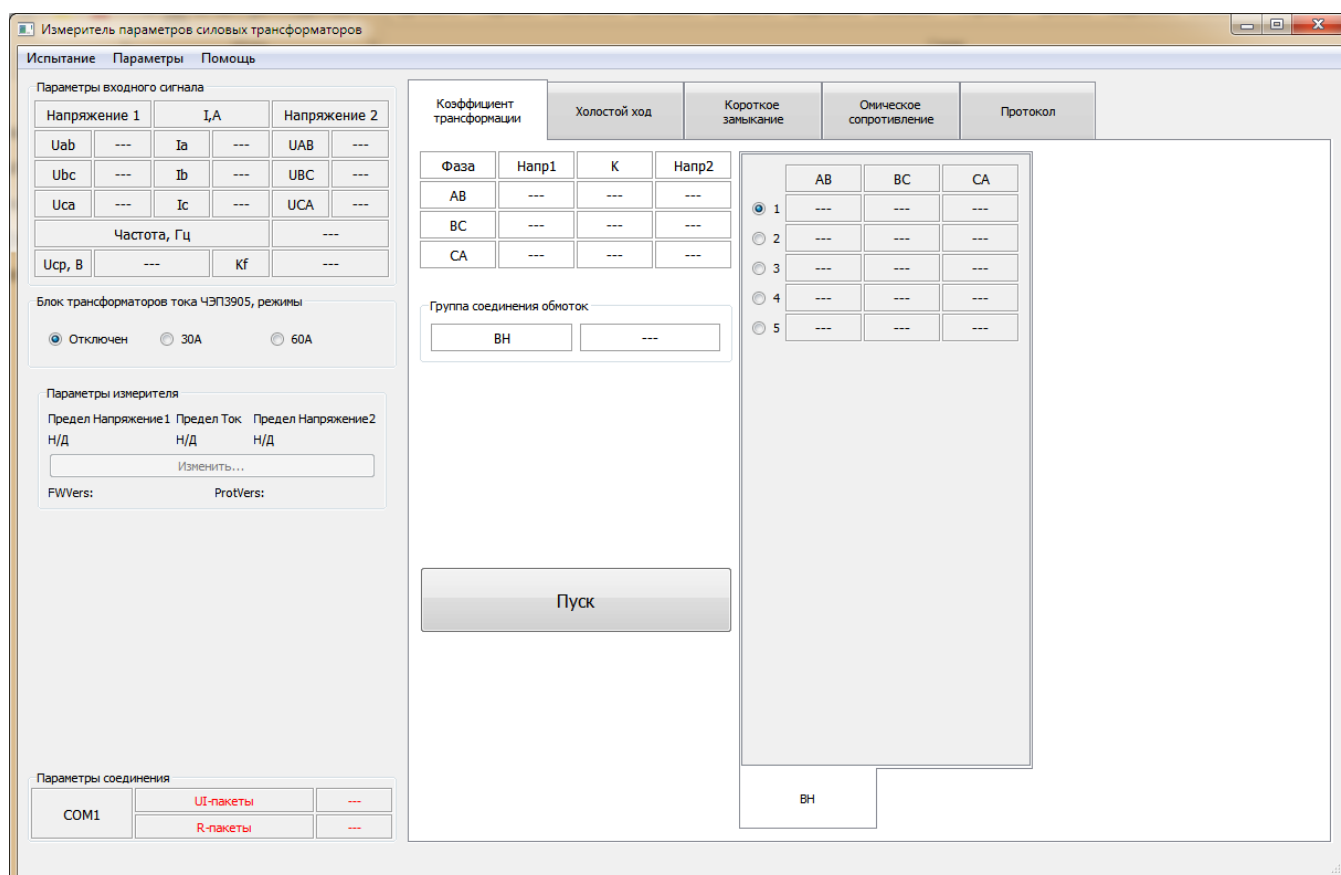 Измеритель параметров силовых трансформаторов
Испытание Параметры Помощь
Параметры входного сигнала
Напряжение 1 I,A Напряжение 2
Uab --- Ia --- UAB ---
Ubc --- Ib --- UBC ---
Uca --- Ic --- UCA ---
Частота, Гц ---
Uср, В --- Kf ---
Блок трансформаторов тока ЧЭП3905, режимы
Отключен 30А 60А
Параметры измерителя
Предел Напряжение1 Предел Ток Предел Напряжение2
Н/Д Н/Д Н/Д
Изменить...
FWVers: ProtVers:
Параметры соединения
COM1
UI-пакеты ---
R-пакеты ---
Коэффициент
трансформации
Холостой ход
Короткое
замыкание
Омическое
сопротивление
Протокол
Фаза Напр1 К Напр2
AB --- --- ---
BC --- --- ---
CA --- --- ---
Группа соединения обмоток
ВН ---
Пуск
AB BC CA
1 --- --- ---
2 --- --- ---
3 --- --- ---
4 --- --- ---
5 --- --- ---
ВН